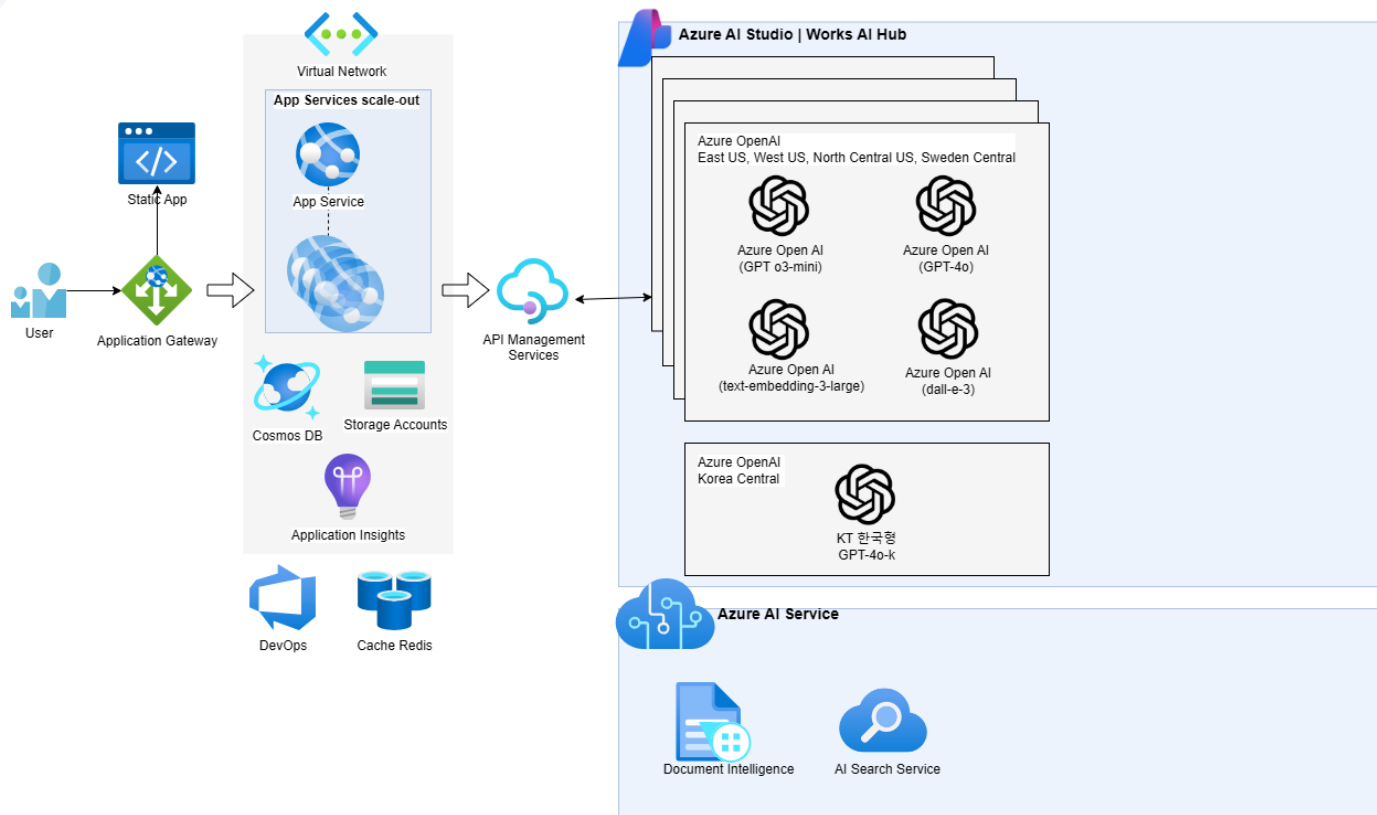 Virtual Network
App Services scale-out
App Service
Static App
User
Application Gateway
Cosmos DB
Storage Accounts
Application Insights
DevOps
Cache Redis
API Management
Services
Azure AI Studio | Works AI Hub
Azure OpenAI
East US, West US, North Central US, Sweden Central
Azure Open AI
(GPT o3-mini)
Azure Open AI
(GPT-4o)
Azure Open AI
(text-embedding-3-large)
Azure Open AI
(dall-e-3)
Azure OpenAI
Korea Central
KT 한국형
GPT-4o-k
Azure AI Service
Document Intelligence
AI Search Service